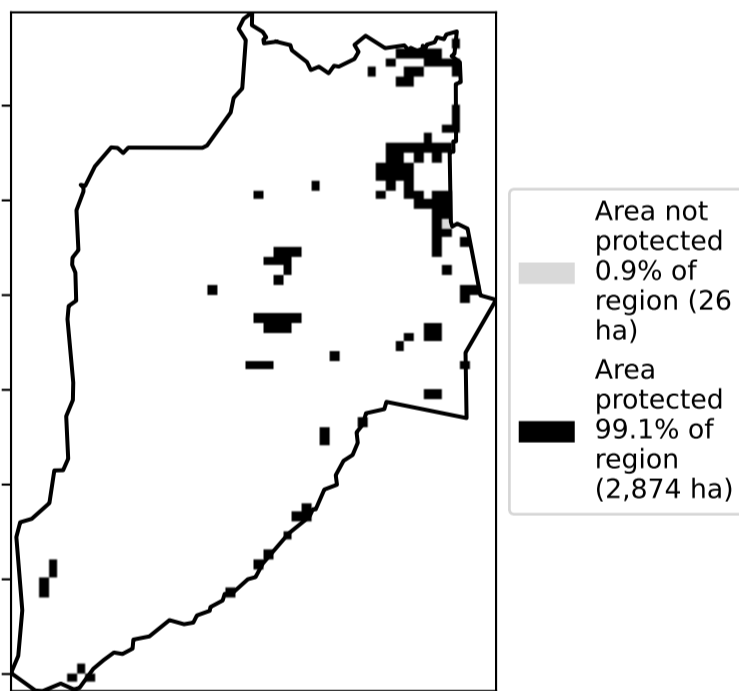 Area not
protected
0.9% of
region (26
ha)
Area
protected
99.1% of
region
(2,874 ha)